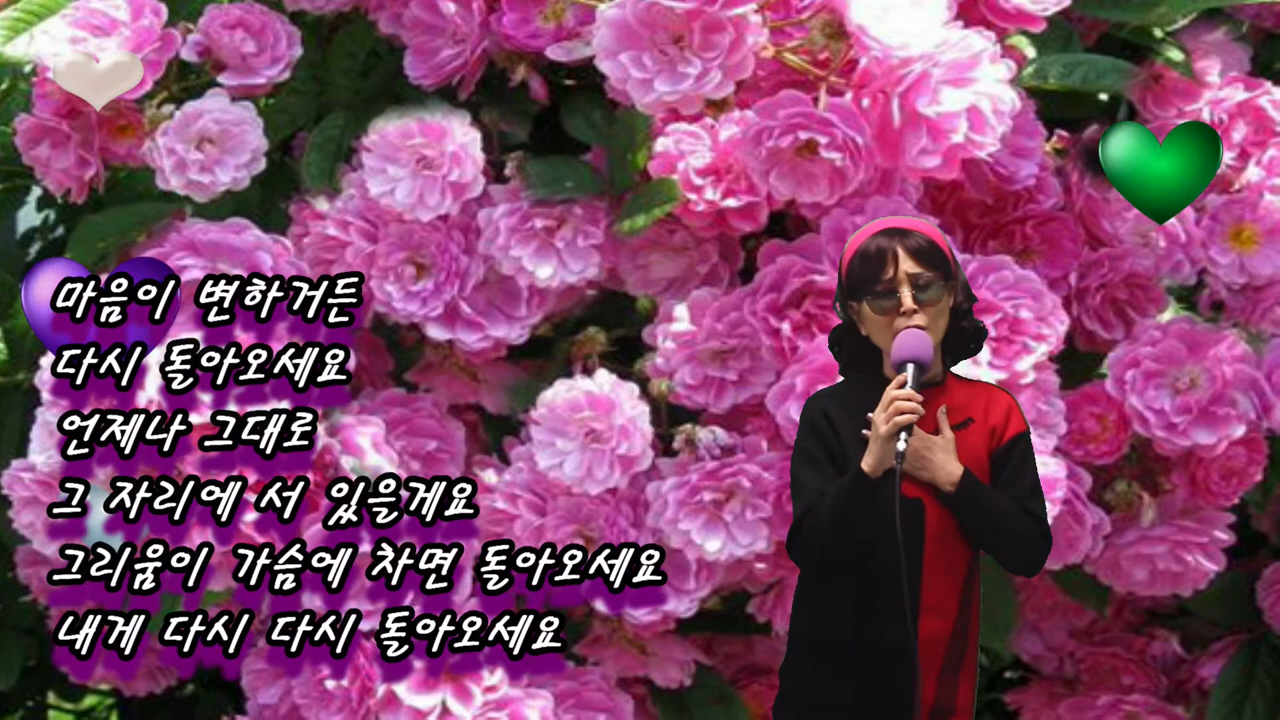 마음이 변하거든
다시 돌아오세요
언제나 그대로
그 자리에 서 있을게요
그리움이 가슴에 차면 돌아오세요
내게 다시 다시 돌아오세요